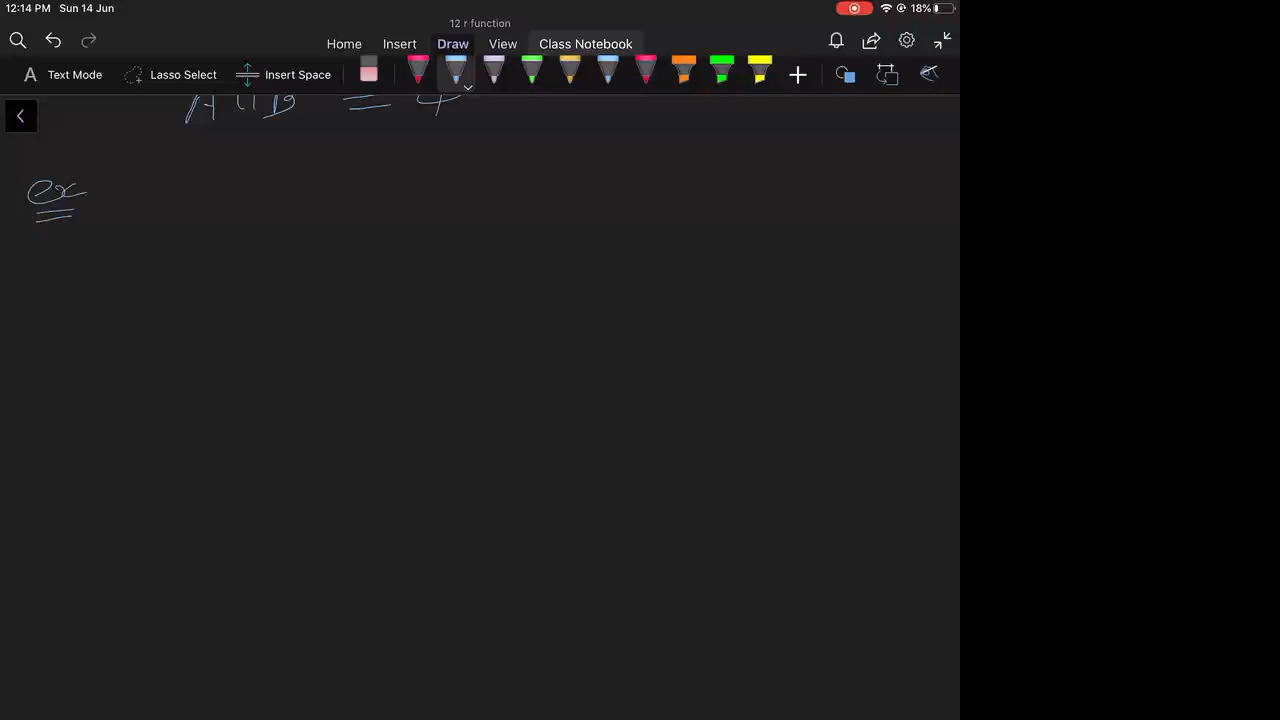 12:14 PM Sun 14 Jun 18%
12 r function
Home Insert Draw View Class Notebook
A Text Mode Lasso Select Insert Space
A ∩ B = φ
ex